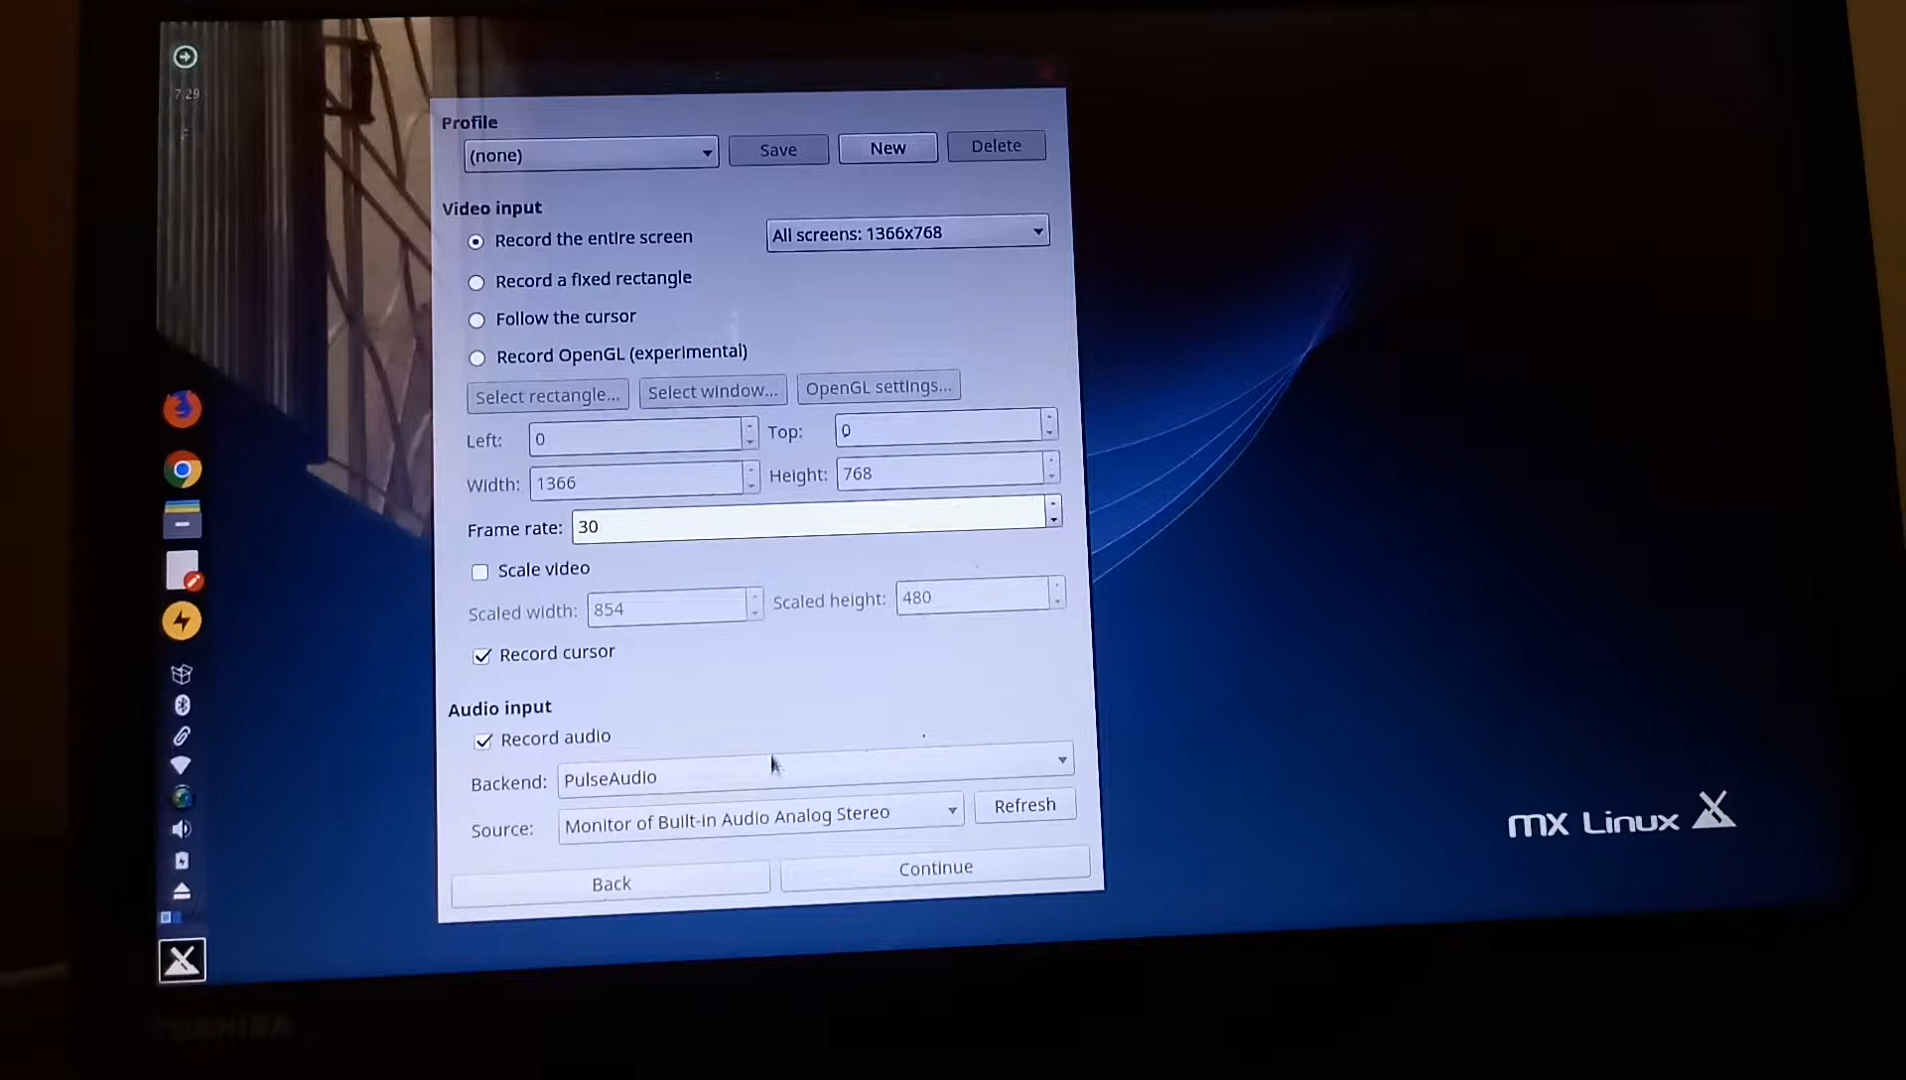 7.29
Profile
(none) Save New Delete
Video input
Record the entire screen All screens: 1366x768
Record a fixed rectangle
Follow the cursor
Record OpenGL (experimental)
Select rectangle... Select window... OpenGL settings...
Left: 0 Top: 0
Width: 1366 Height: 768
Frame rate: 30
Scale video
Scaled width: 854 Scaled height: 480
Record cursor
Audio input
Record audio
Backend: PulseAudio
Source: Monitor of Built-in Audio Analog Stereo Refresh
Back Continue
mx Linux
TOSHIBA